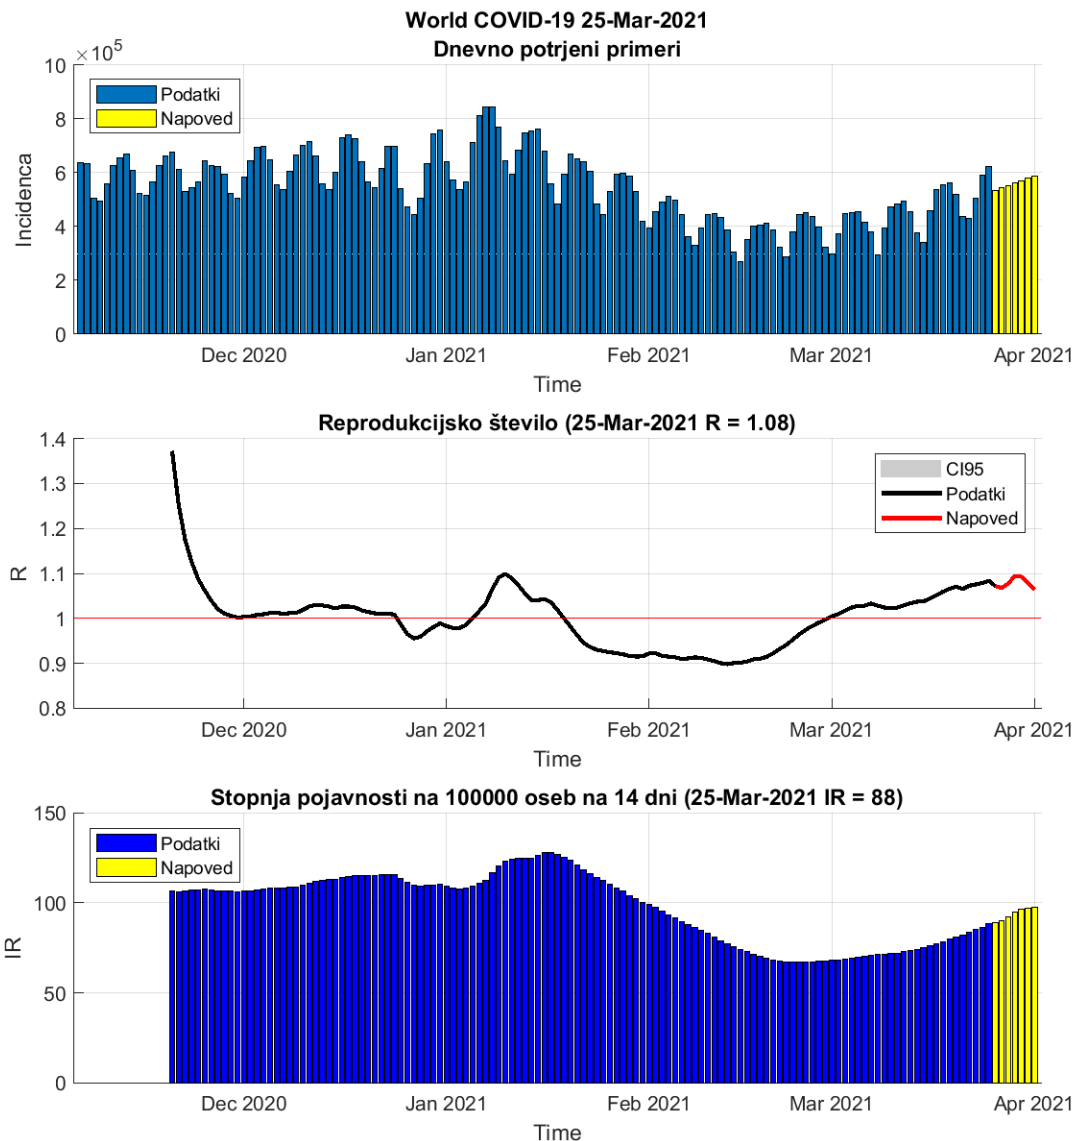 World COVID-19 25-Mar-2021
Dnevno potrjeni primeri
×10^5
10
8
6
4
2
0
Incidenca
Podatki
Napoved
Dec 2020
Jan 2021
Feb 2021
Mar 2021
Apr 2021
Time
Reprodukcijsko število (25-Mar-2021 R = 1.08)
1.4
1.3
1.2
1.1
1
0.9
0.8
R
CI95
Podatki
Napoved
Dec 2020
Jan 2021
Feb 2021
Mar 2021
Apr 2021
Time
Stopnja pojavnosti na 100000 oseb na 14 dni (25-Mar-2021 IR = 88)
150
100
50
0
IR
Podatki
Napoved
Dec 2020
Jan 2021
Feb 2021
Mar 2021
Apr 2021
Time